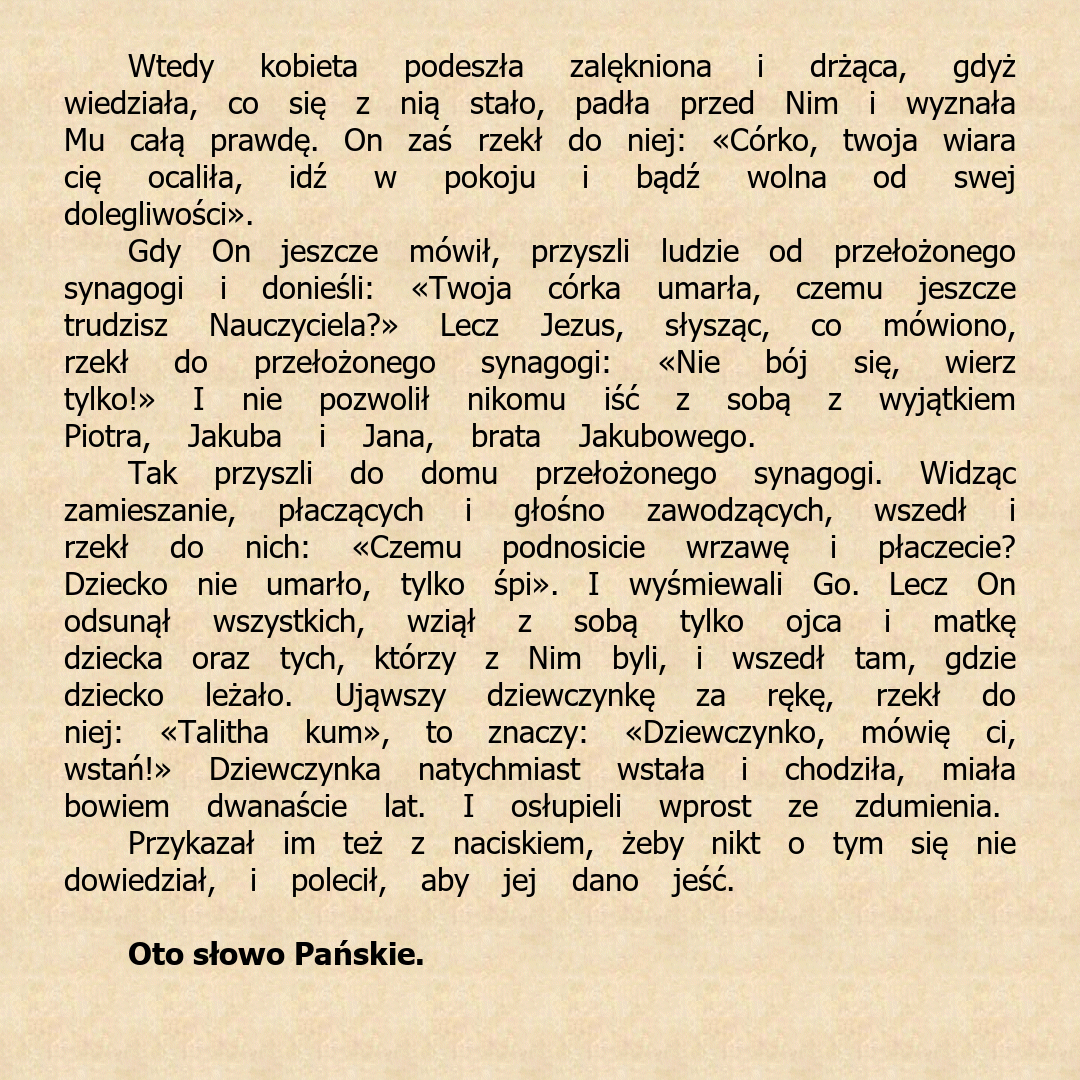 Wtedy kobieta podeszła zalękniona i drżąca, gdyż
wiedziała, co się z nią stało, padła przed Nim i wyznała
Mu całą prawdę. On zaś rzekł do niej: «Córko, twoja wiara
cię ocaliła, idź w pokoju i bądź wolna od swej
dolegliwości».
Gdy On jeszcze mówił, przyszli ludzie od przełożonego
synagogi i donieśli: «Twoja córka umarła, czemu jeszcze
trudzisz Nauczyciela?» Lecz Jezus, słysząc, co mówiono,
rzekł do przełożonego synagogi: «Nie bój się, wierz
tylko!» I nie pozwolił nikomu iść z sobą z wyjątkiem
Piotra, Jakuba i Jana, brata Jakubowego.
Tak przyszli do domu przełożonego synagogi. Widząc
zamieszanie, płaczących i głośno zawodzących, wszedł i
rzekł do nich: «Czemu podnosicie wrzawę i płaczecie?
Dziecko nie umarło, tylko śpi». I wyśmiewali Go. Lecz On
odsunął wszystkich, wziął z sobą tylko ojca i matkę
dziecka oraz tych, którzy z Nim byli, i wszedł tam, gdzie
dziecko leżało. Ująwszy dziewczynkę za rękę, rzekł do
niej: «Talitha kum», to znaczy: «Dziewczynko, mówię ci,
wstań!» Dziewczynka natychmiast wstała i chodziła, miała
bowiem dwanaście lat. I osłupieli wprost ze zdumienia.
Przykazał im też z naciskiem, żeby nikt o tym się nie
dowiedział, i polecił, aby jej dano jeść.
Oto słowo Pańskie.